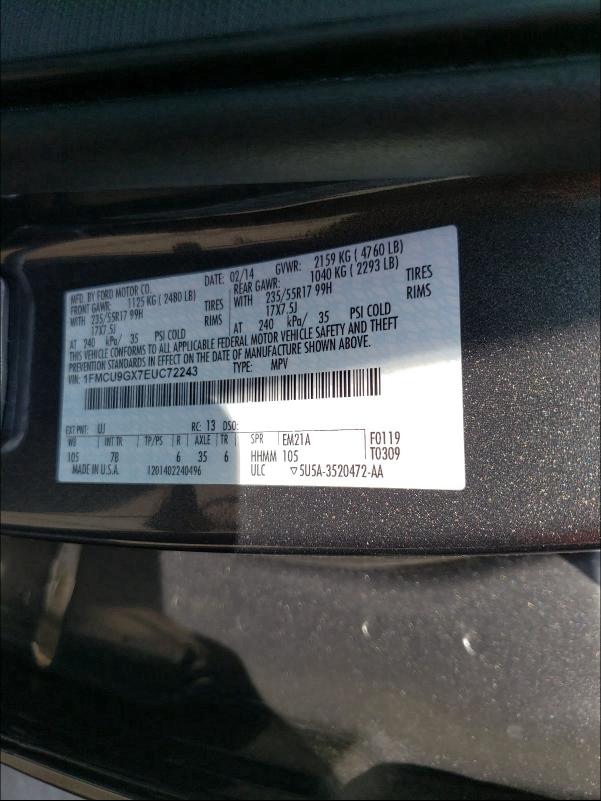 MFD. BY FORD MOTOR CO. DATE: 02/14 GVWR: 2159 KG ( 4760 LB)
FRONT GAWR: 1125 KG ( 2480 LB) REAR GAWR: 1040 KG ( 2293 LB)
WITH 235/55R17 99H TIRES WITH 235/55R17 99H TIRES
17X7.5J RIMS 17X7.5J RIMS
AT 240 kPa/ 35 PSI COLD AT 240 kPa/ 35 PSI COLD
THIS VEHICLE CONFORMS TO ALL APPLICABLE FEDERAL MOTOR VEHICLE SAFETY AND THEFT
PREVENTION STANDARDS IN EFFECT ON THE DATE OF MANUFACTURE SHOWN ABOVE.
VIN: 1FMCU9GX7EUC72243 TYPE: MPV
EXT PNT: UJ RC: 13 DSO:
WB INT TR TP/PS R AXLE TR SPR EM21A F0119
105 78 6 35 6 HHMM 105 T0309
MADE IN U.S.A. 1201402240496 ULC ▽5U5A-3520472-AA